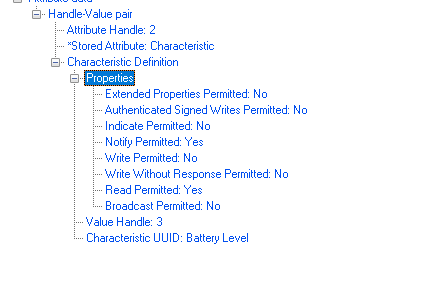 Attribute data
Handle-Value pair
Attribute Handle: 2
*Stored Attribute: Characteristic
Characteristic Definition
Properties
Extended Properties Permitted: No
Authenticated Signed Writes Permitted: No
Indicate Permitted: No
Notify Permitted: Yes
Write Permitted: No
Write Without Response Permitted: No
Read Permitted: Yes
Broadcast Permitted: No
Value Handle: 3
Characteristic UUID: Battery Level